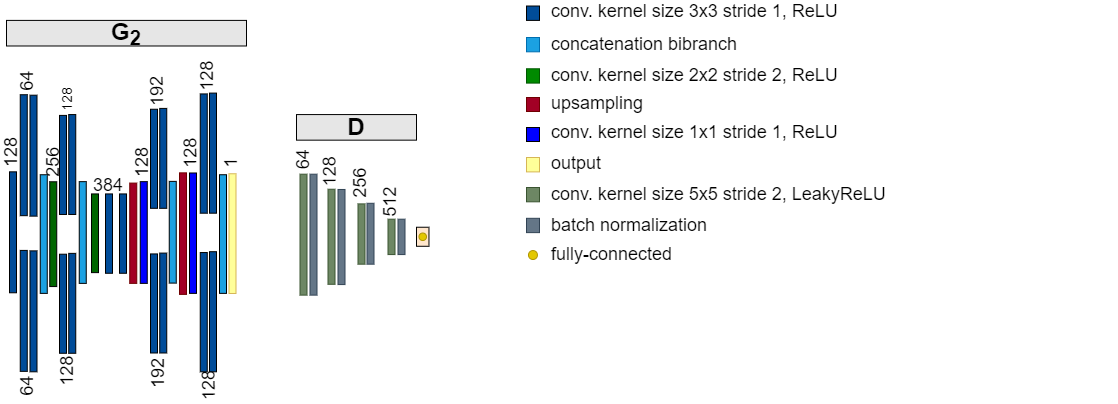 G2
64
128
128
256
384
128
192
128
128
1
64
128
192
128
D
64
128
256
512
conv. kernel size 3x3 stride 1, ReLU
concatenation bibranch
conv. kernel size 2x2 stride 2, ReLU
upsampling
conv. kernel size 1x1 stride 1, ReLU
output
conv. kernel size 5x5 stride 2, LeakyReLU
batch normalization
fully-connected